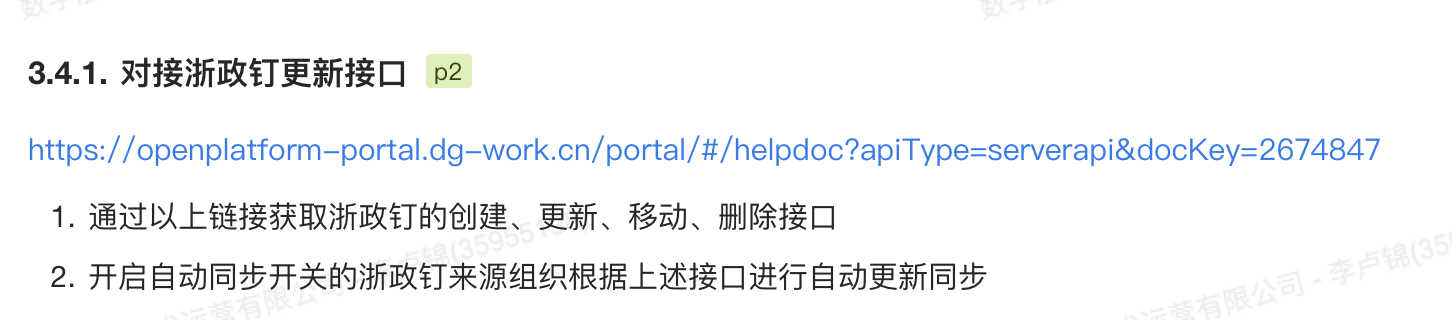 3.4.1. 对接浙政钉更新接口 p2
https://openplatform-portal.dg-work.cn/portal/#/helpdoc?apiType=serverapi&docKey=2674847
1. 通过以上链接获取浙政钉的创建、更新、移动、删除接口
2. 开启自动同步开关的浙政钉来源组织根据上述接口进行自动更新同步